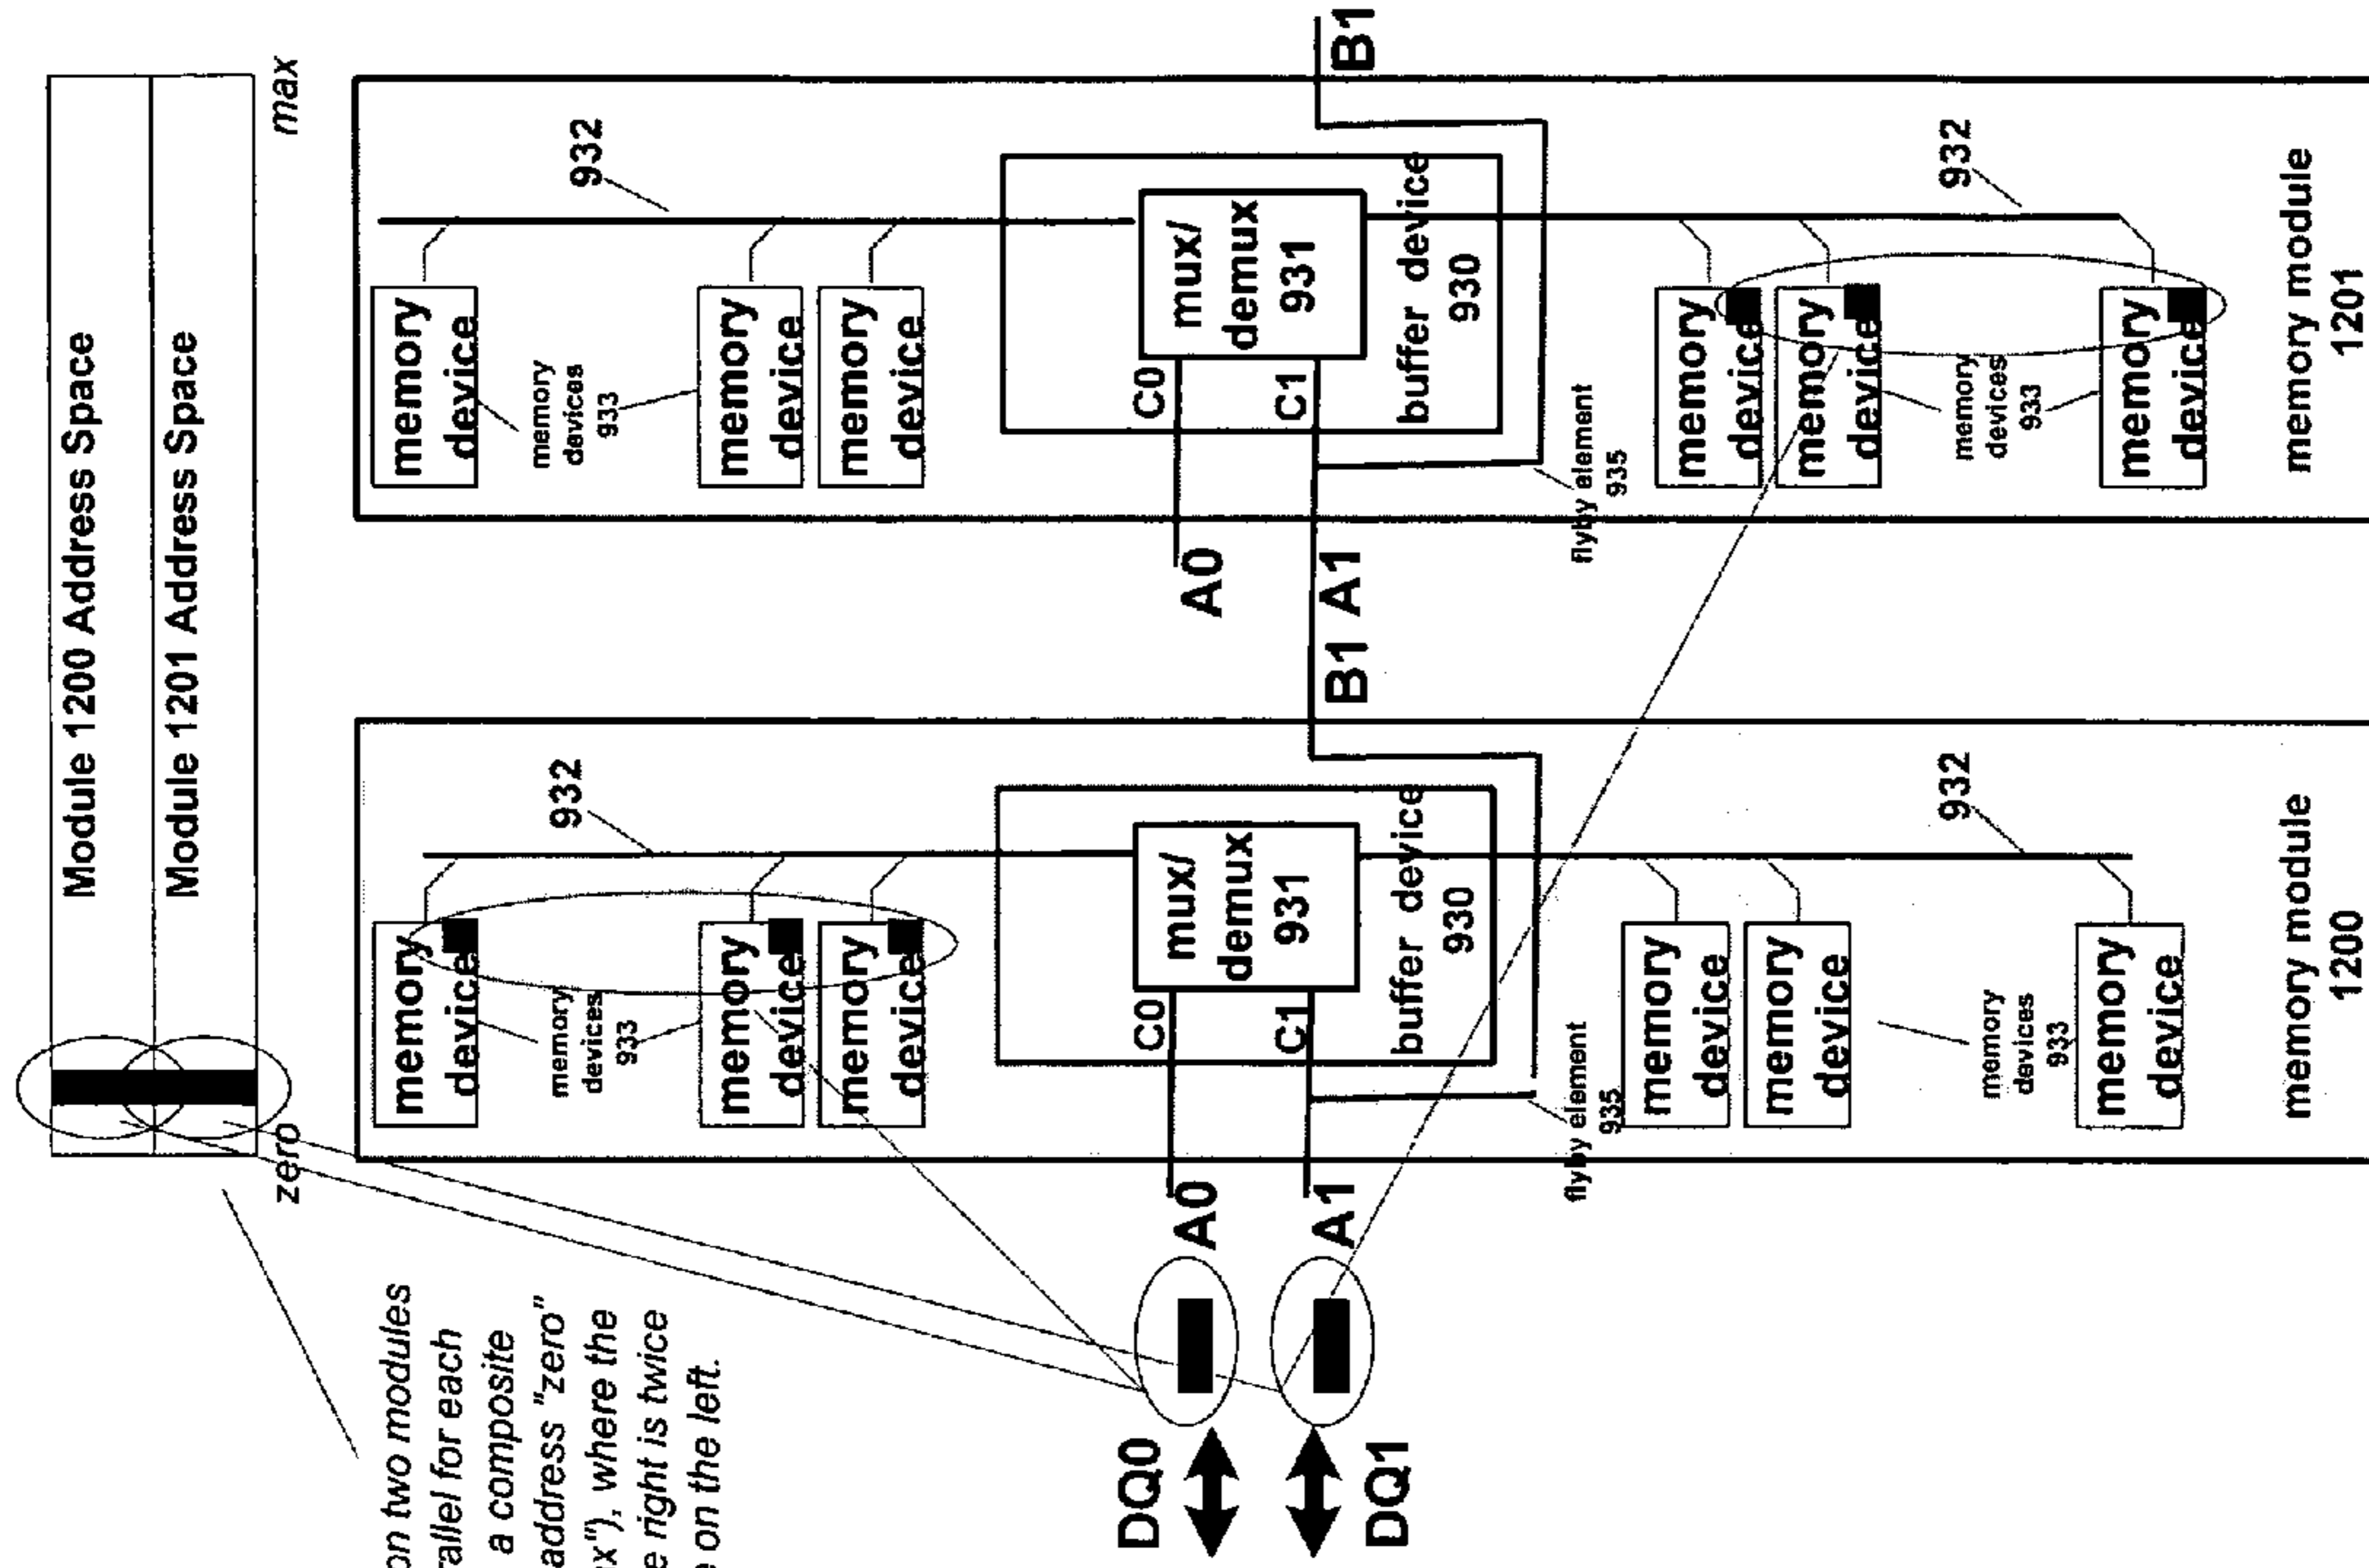 Module 1200 Address Space
Module 1201 Address Space
zero
max
on two modules
rallel for each
a composite
address "zero"
x"), where the
e right is twice
e on the left.
DQ0
DQ1
A0
A1
memory
device
memory
devices
933
memory
device
memory
device
932
C0
C1
mux/
demux
931
buffer device
930
flyby element
935
memory
device
memory
device
memory
devices
933
memory
device
932
memory module
1200
B1 A1
A0
memory
device
memory
devices
933
memory
device
memory
device
932
C0
C1
mux/
demux
931
buffer device
930
flyby element
935
memory
device
memory
device
memory
devices
933
memory
device
932
memory module
1201
B1